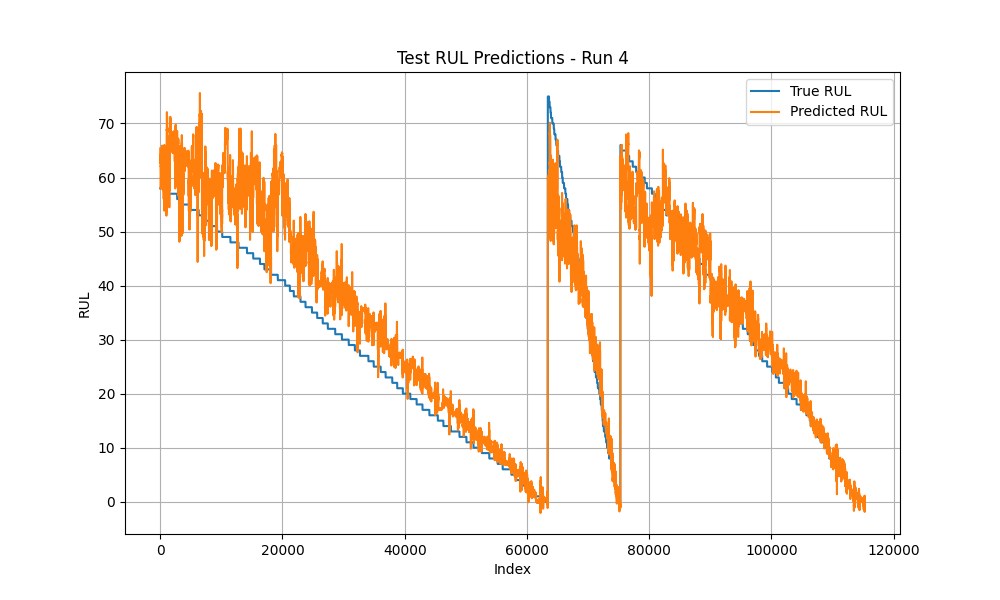 Test RUL Predictions - Run 4
True RUL
Predicted RUL
70
60
50
40
30
20
10
0
RUL
0 20000 40000 60000 80000 100000 120000
Index